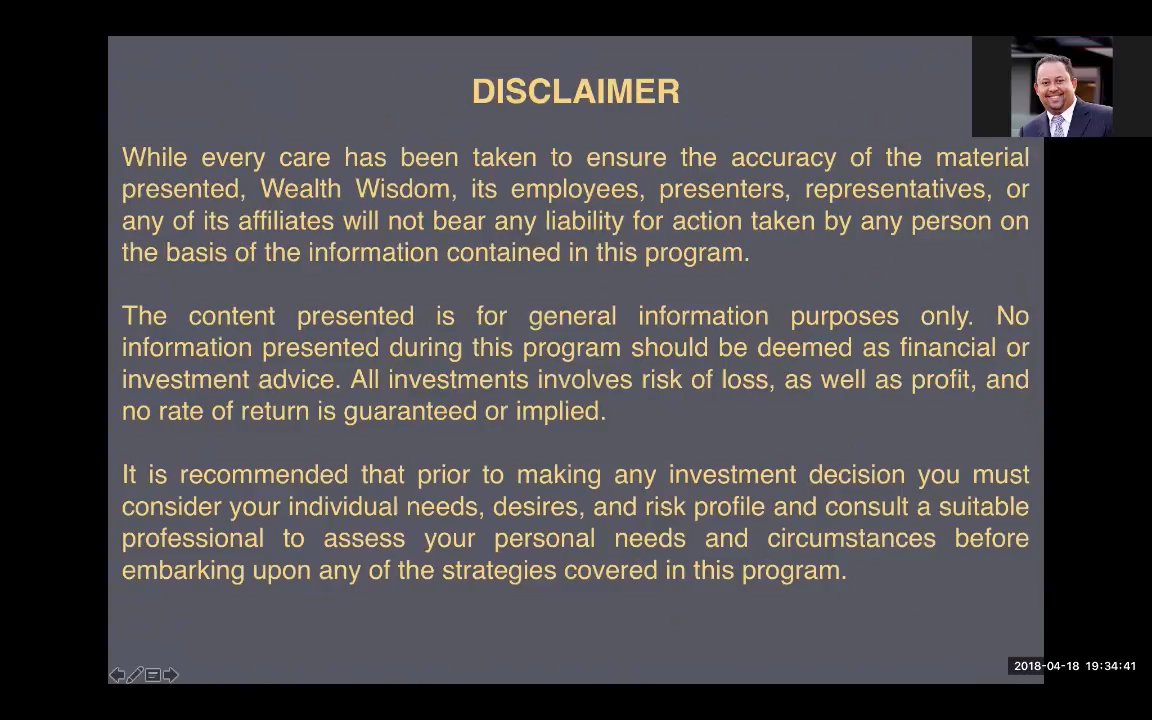 DISCLAIMER
While every care has been taken to ensure the accuracy of the material
presented, Wealth Wisdom, its employees, presenters, representatives, or
any of its affiliates will not bear any liability for action taken by any person on
the basis of the information contained in this program.
The content presented is for general information purposes only. No
information presented during this program should be deemed as financial or
investment advice. All investments involves risk of loss, as well as profit, and
no rate of return is guaranteed or implied.
It is recommended that prior to making any investment decision you must
consider your individual needs, desires, and risk profile and consult a suitable
professional to assess your personal needs and circumstances before
embarking upon any of the strategies covered in this program.
2018-04-18 19:34:41